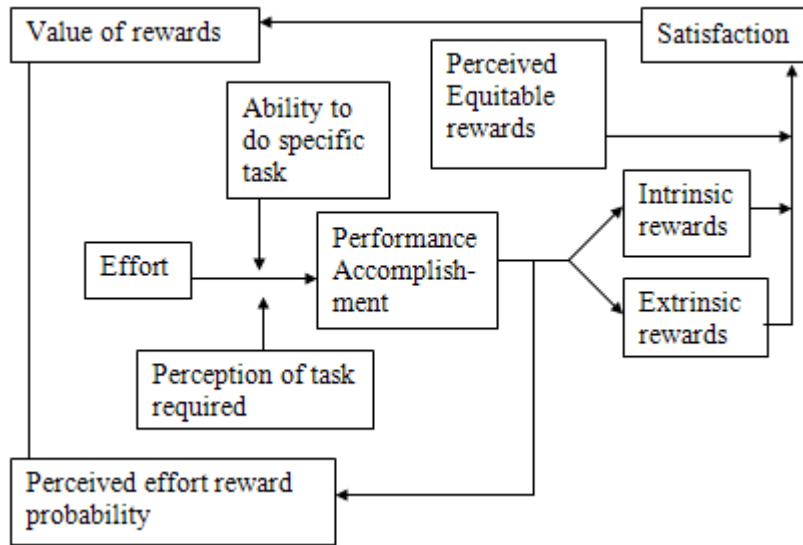 Value of rewards
Satisfaction
Perceived
Equitable
rewards
Ability to
do specific
task
Intrinsic
rewards
Performance
Accomplish-
ment
Effort
Extrinsic
rewards
Perception of task
required
Perceived effort reward
probability